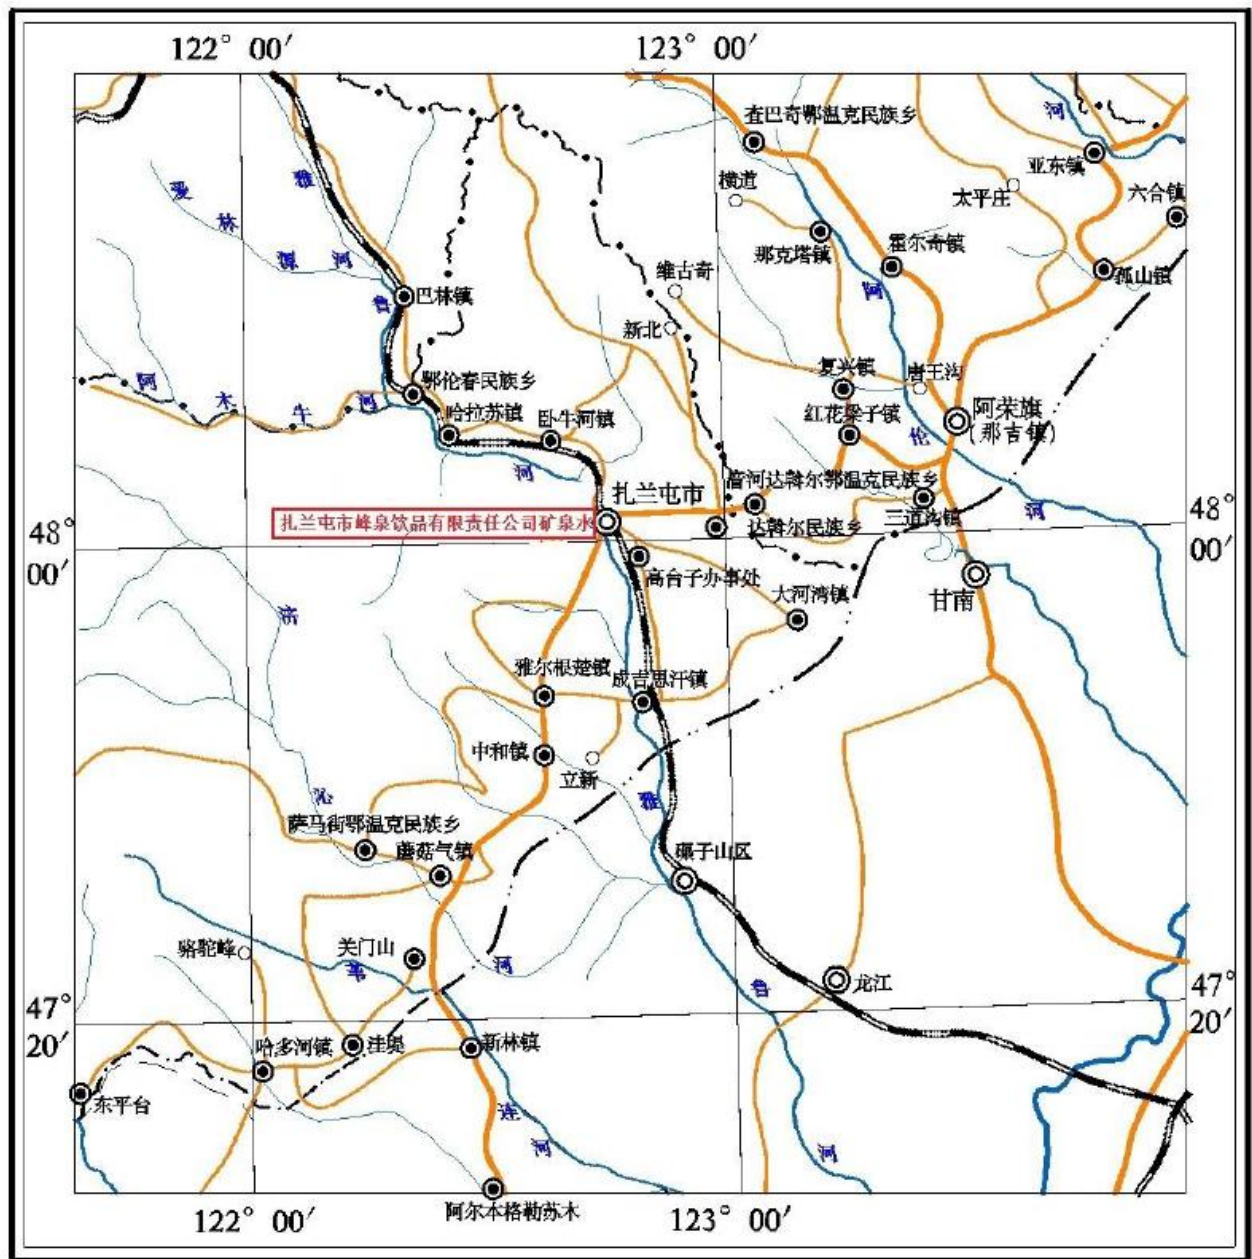 122° 00′
123° 00′
查巴奇鄂温克民族乡
河
亚东镇
横道
太平庄
六合镇
爱
林
源
河
雅
那克塔镇
霍尔奇镇
维古奇
孤山镇
阿
鲁
巴林镇
新北
复兴镇
唐王沟
阿
木
牛
河
鄂伦春民族乡
哈拉苏镇
卧牛河镇
红花梁子镇
阿荣旗
(那吉镇)
伦
河
河
音河达斡尔鄂温克民族乡
扎兰屯市
扎兰屯市峰泉饮品有限责任公司矿泉水
达斡尔民族乡
三道沟镇
48°
00′
48°
00′
高台子办事处
大河湾镇
甘南
济
雅尔根楚镇
成吉思汗镇
中和镇
立新
沁
雅
萨马街鄂温克民族乡
蘑菇气镇
碾子山区
骆驼峰
关门山
河
鲁
龙江
47°
20′
47°
20′
哈多河镇
洼堤
新林镇
东平台
连
河
河
阿尔本格勒苏木
122° 00′
123° 00′